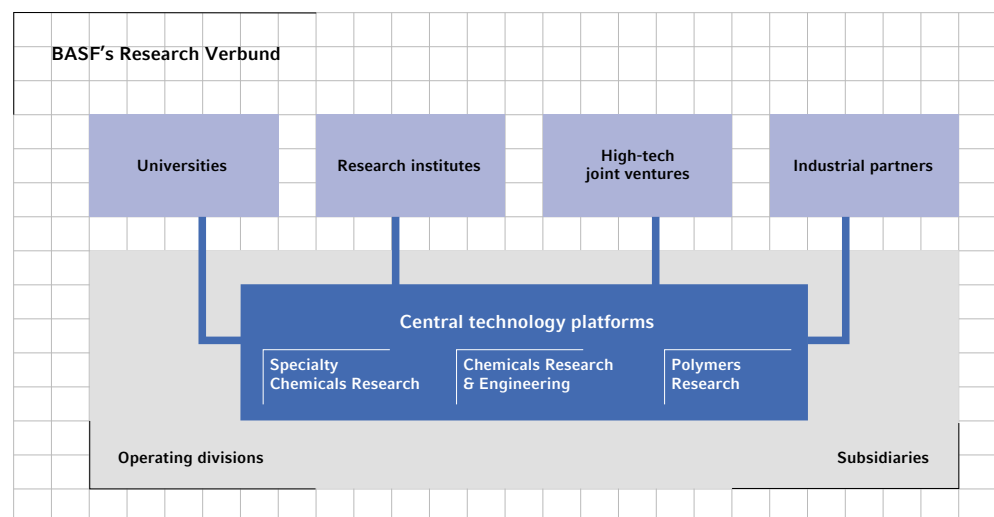 BASF’s Research Verbund
Universities
Research institutes
High-tech
joint ventures
Industrial partners
Central technology platforms
Specialty
Chemicals Research
Chemicals Research
& Engineering
Polymers
Research
Operating divisions
Subsidiaries